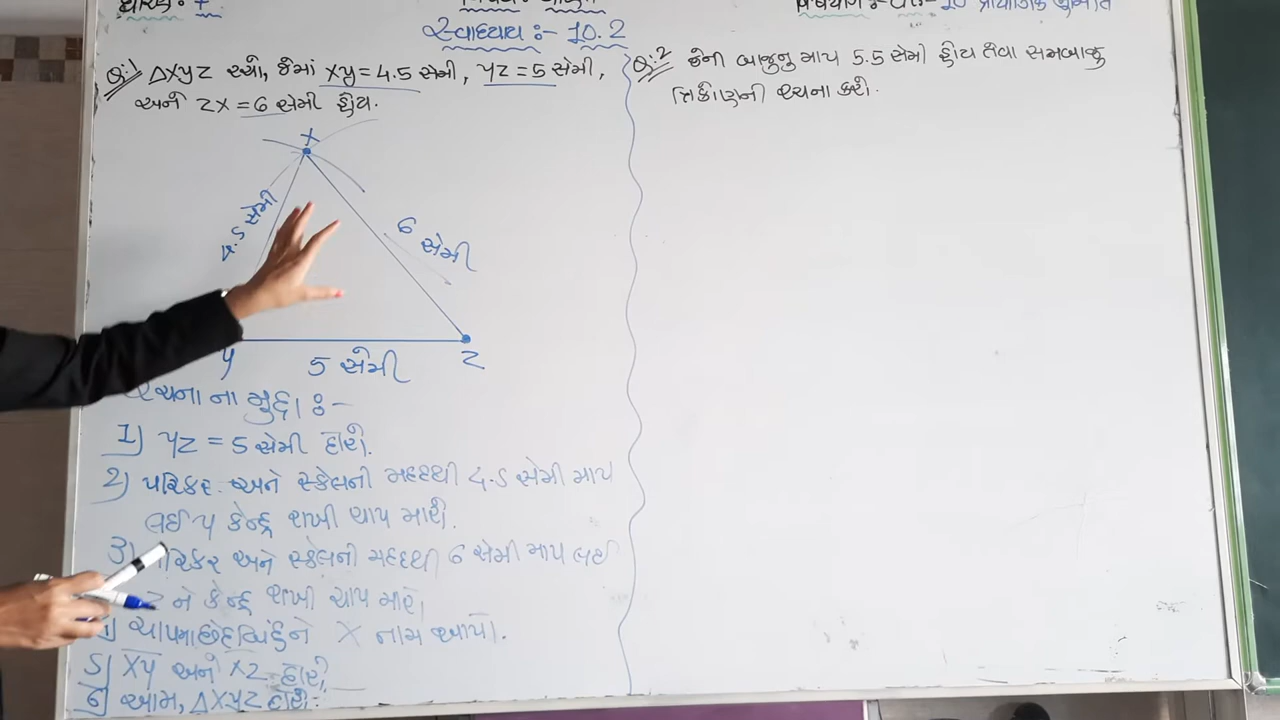 સ્વાધ્યાય :- 10.2
Q:1 ΔXYZ રચો, જેમાં XY = 4.5 સેમી, YZ = 5 સેમી,
અને ZX = 6 સેમી હોય.
X
4.5 સેમી
6 સેમી
Y
Z
5 સેમી
રચના ના મુદ્દા :-
1) YZ = 5 સેમી દોરો.
2) પરિકર અને સ્કેલની મદદથી 4.5 સેમી માપ
લઈ Y કેન્દ્ર રાખી ચાપ મારો.
3) પરિકર અને સ્કેલની મદદથી 6 સેમી માપ લઈ
Z ને કેન્દ્ર રાખી ચાપ મારો.
X નામ આપો.
5) XY અને XZ દોરો.
6) આમ, ΔXYZ દોરો.
Q:2 જેની બાજુનુ માપ 5.5 સેમી હોય તેવા સમબાજુ
ત્રિકોણની રચના કરો.